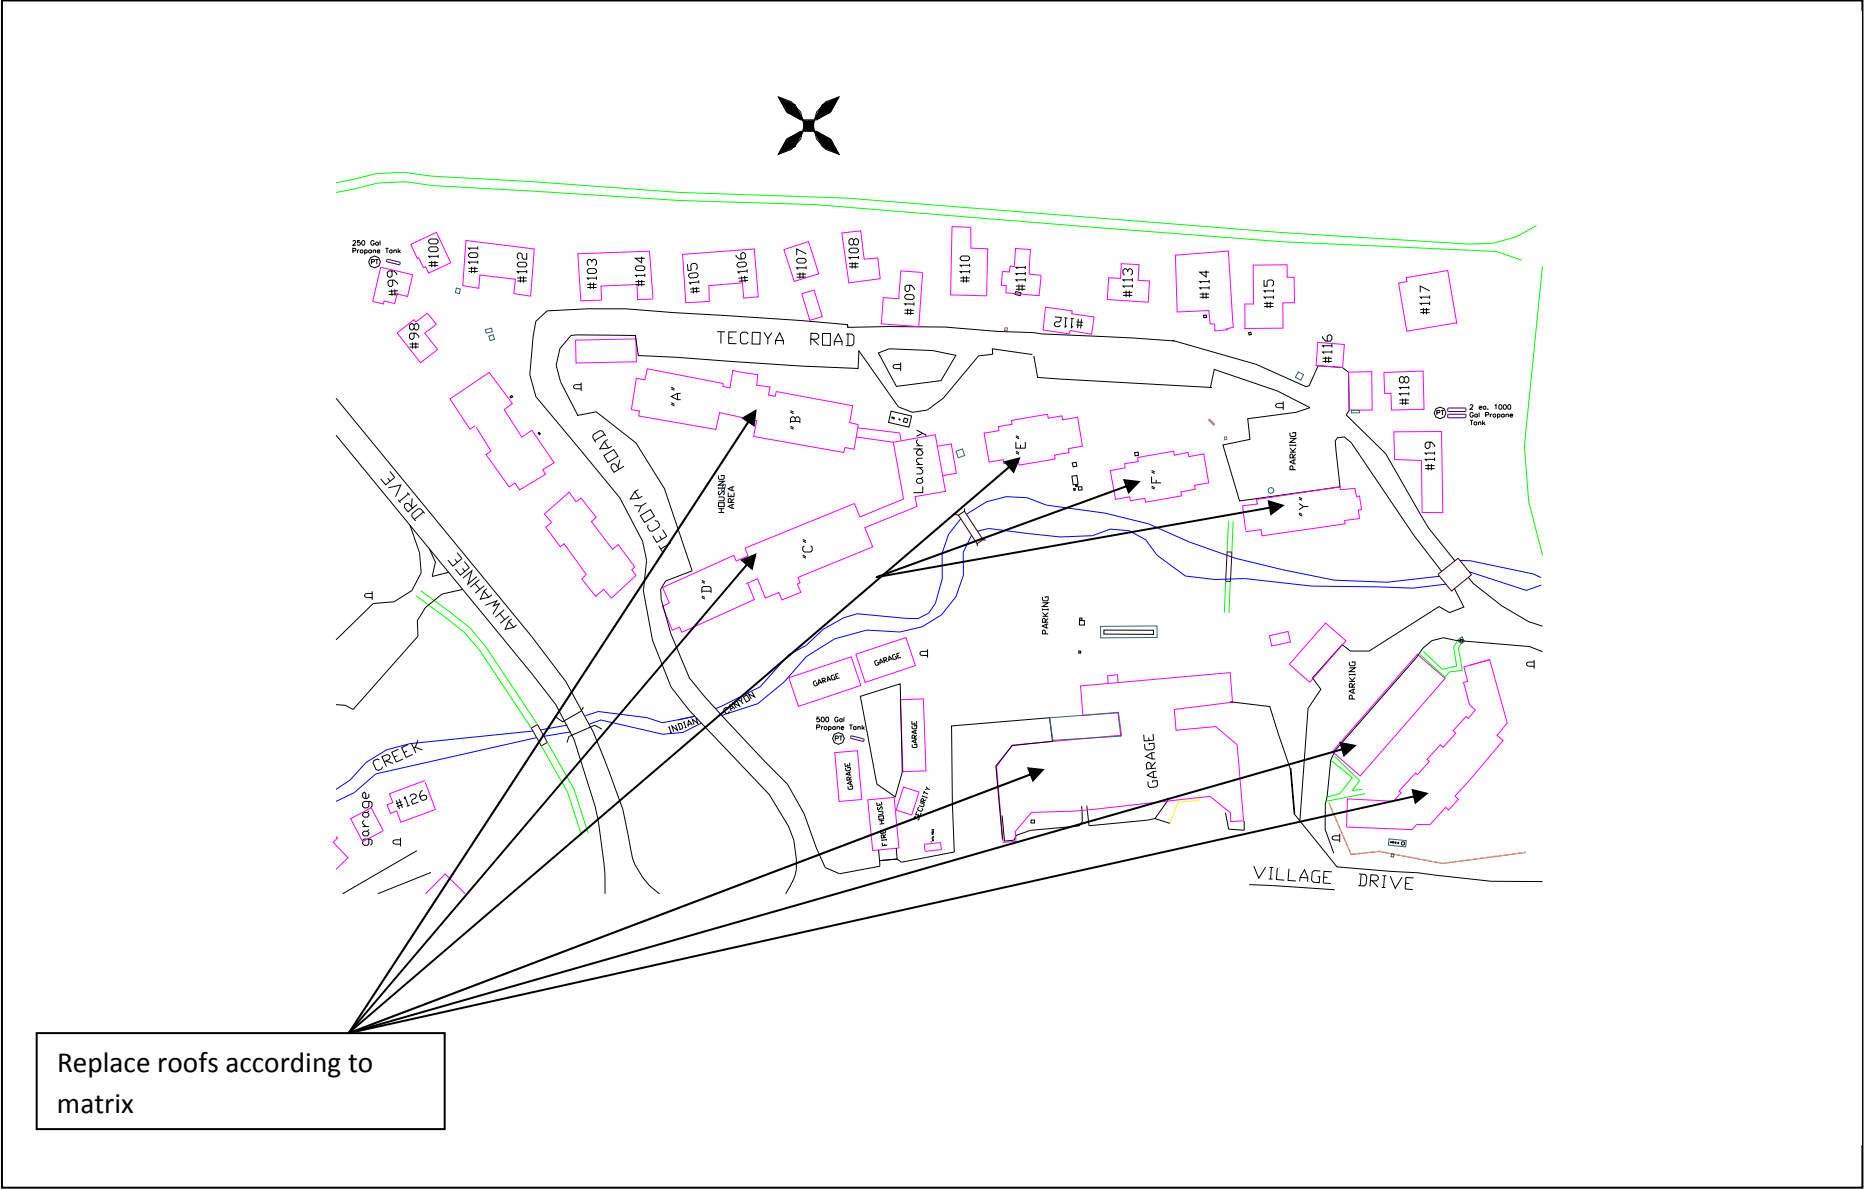 250 Gal
Propane Tank
PT
#99
#100
#101
#102
#103
#104
#105
#106
#107
#108
#109
#110
#111
#112
#113
#114
#115
#116
#117
#118
#119
#98
PT
2 ea. 1000
Gal Propane
Tank
TECOYA ROAD
"A"
"B"
Laundry
"E"
"F"
"Y"
PARKING
HOUSING
AREA
TECOYA ROAD
"C"
"D"
AHWAHNEE DRIVE
PARKING
PARKING
GARAGE
GARAGE
INDIAN CANYON
CREEK
500 Gal
Propane Tank
PT
GARAGE
GARAGE
GARAGE
SECURITY
FIRE HOUSE
#126
garage
VILLAGE DRIVE
Replace roofs according to
matrix